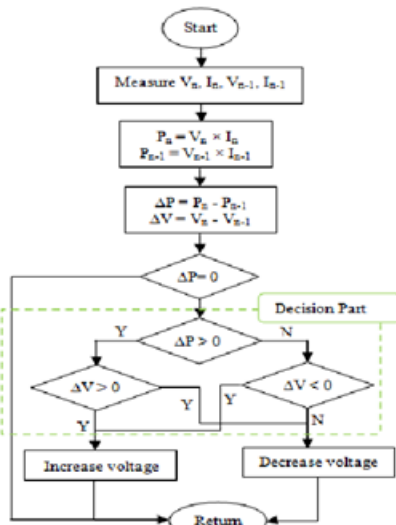 Start
Measure Vn, In, Vn-1, In-1
Pn = Vn × In
Pn-1 = Vn-1 × In-1
ΔP = Pn - Pn-1
ΔV = Vn - Vn-1
ΔP= 0
Decision Part
Y
ΔP > 0
N
ΔV > 0
Y
Y
ΔV < 0
Y
N
Increase voltage
Decrease voltage
Return